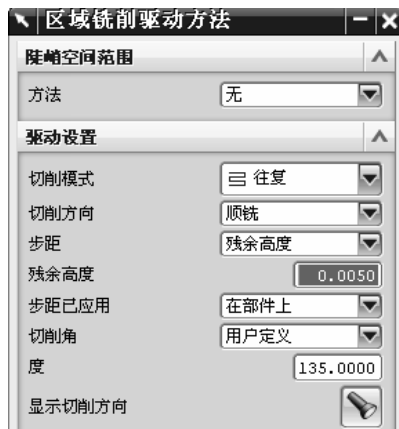 区域铣削驱动方法
陡峭空间范围
方法 无
驱动设置
切削模式 往复
切削方向 顺铣
步距 残余高度
残余高度 0.0050
步距已应用 在部件上
切削角 用户定义
度 135.0000
显示切削方向